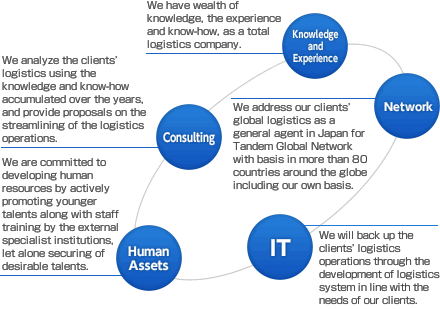 We have wealth of
knowledge, the experience
and know-how, as a total
logistics company.
Knowledge
and
Experience
We analyze the clients'
logistics using the
knowledge and know-how
accumulated over the years,
and provide proposals on the
streamlining of the logistics
operations.
Consulting
Network
We address our clients'
global logistics as a
general agent in Japan for
Tandem Global Network
with basis in more than 80
countries around the globe
including our own basis.
We are committed to
developing human
resources by actively
promoting younger
talents along with staff
training by the external
specialist institutions,
let alone securing of
desirable talents.
Human
Assets
IT
We will back up the
clients' logistics
operations through the
development of logistics
system in line with the
needs of our clients.